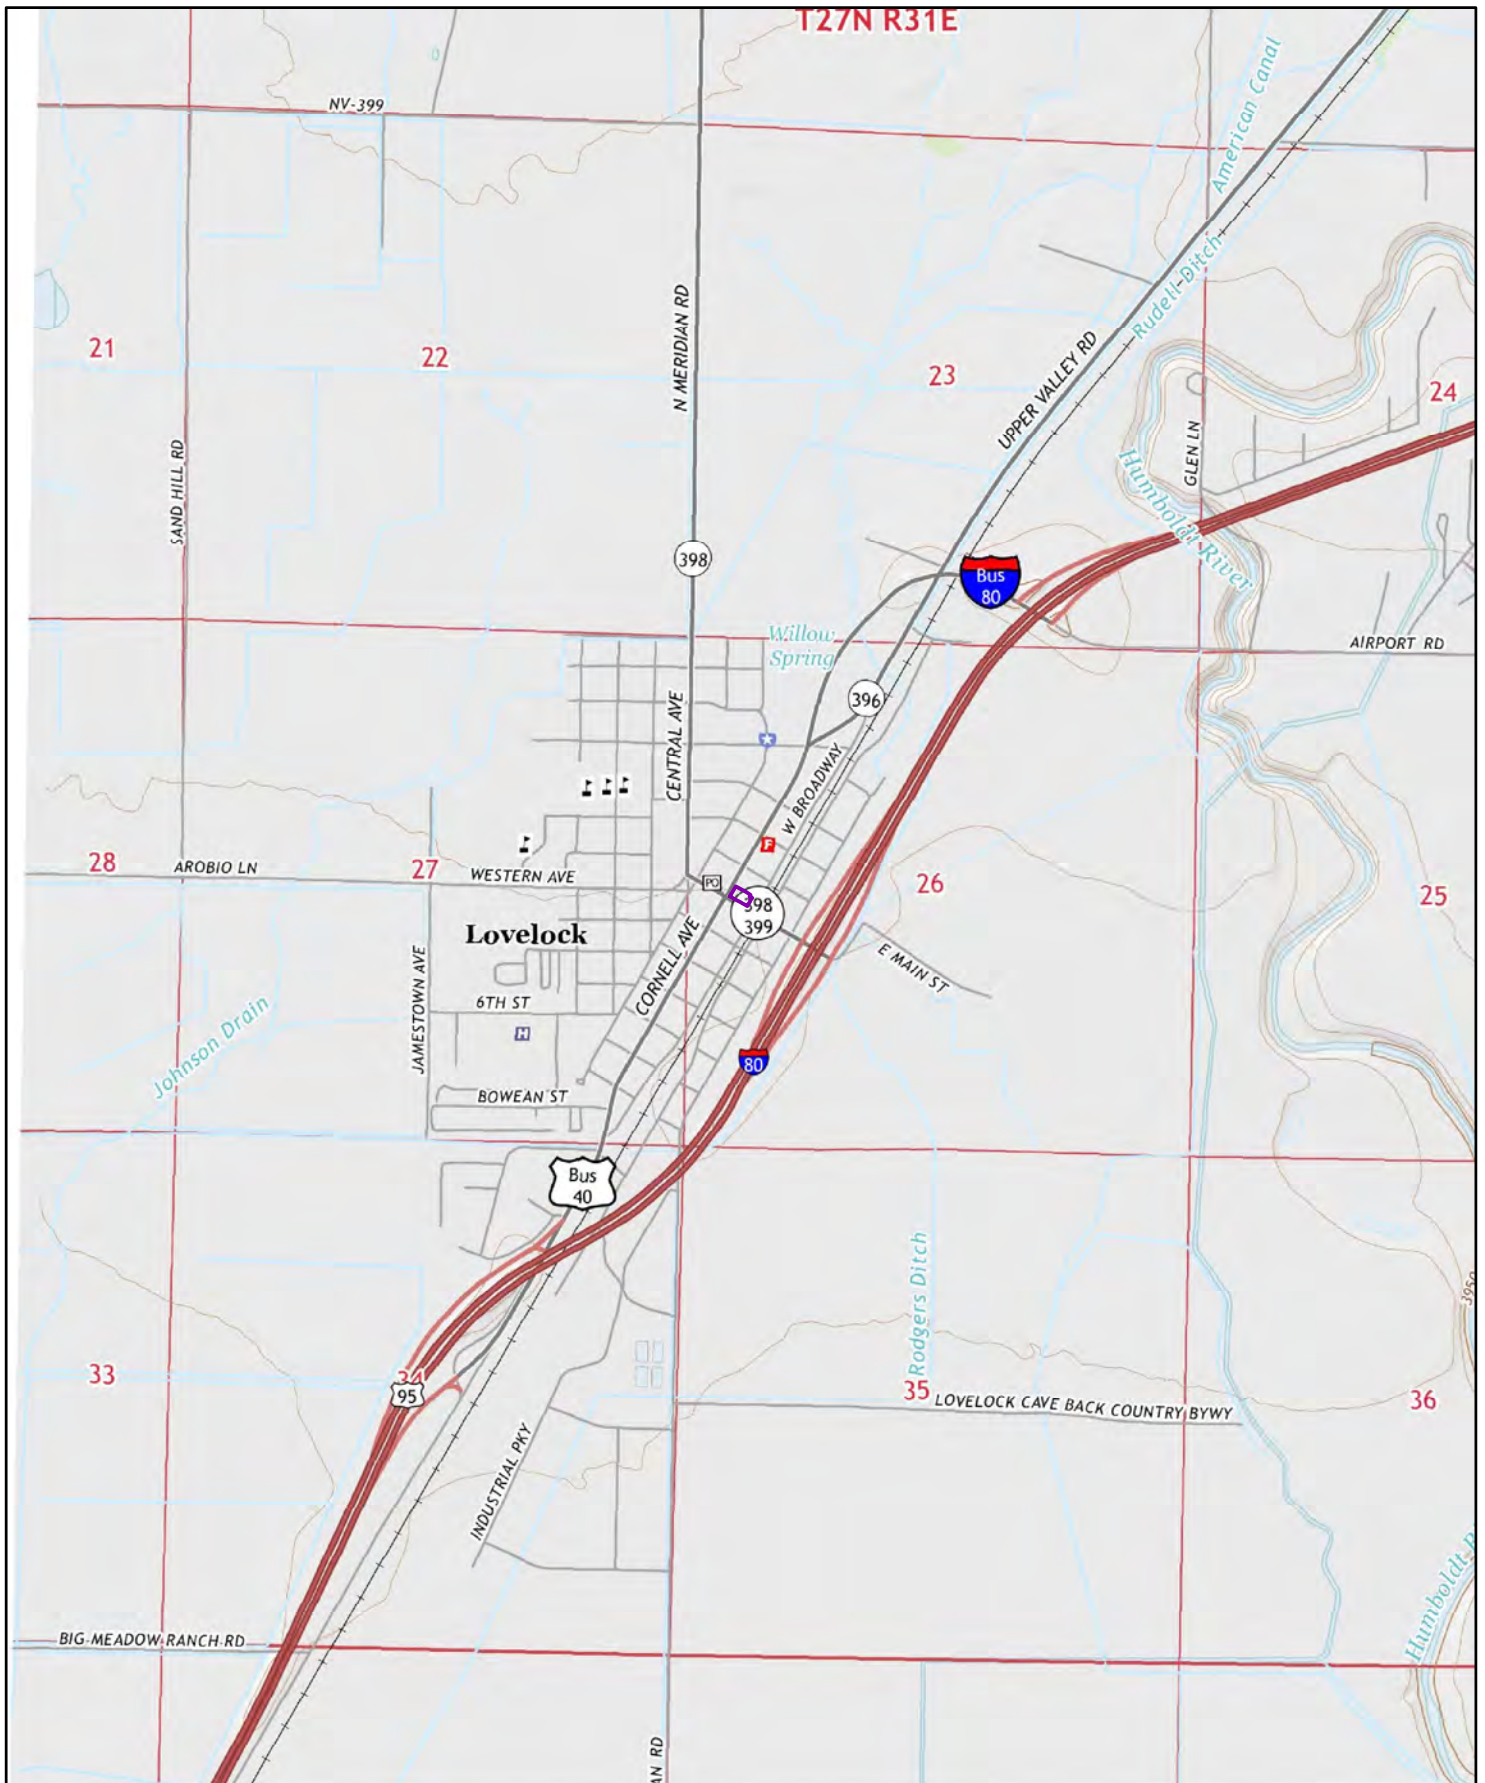 T27N R31E
NV-399
American Canal
Rudell Ditch
N MERIDIAN RD
UPPER VALLEY RD
21
22
23
24
SAND HILL RD
GLEN LN
Humboldt River
398
Bus
80
Willow
Spring
AIRPORT RD
396
CENTRAL AVE
W BROADWAY
F
28
AROBIO LN
27
WESTERN AVE
PO
26
25
398
399
Lovelock
CORNELL AVE
E MAIN ST
JAMESTOWN AVE
6TH ST
H
Johnson Drain
80
BOWEAN ST
Bus
40
Rodgers Ditch
3950
33
34
95
35
LOVELOCK CAVE BACK COUNTRY BYWY
36
INDUSTRIAL PKY
Humboldt R
BIG MEADOW RANCH RD
AN RD